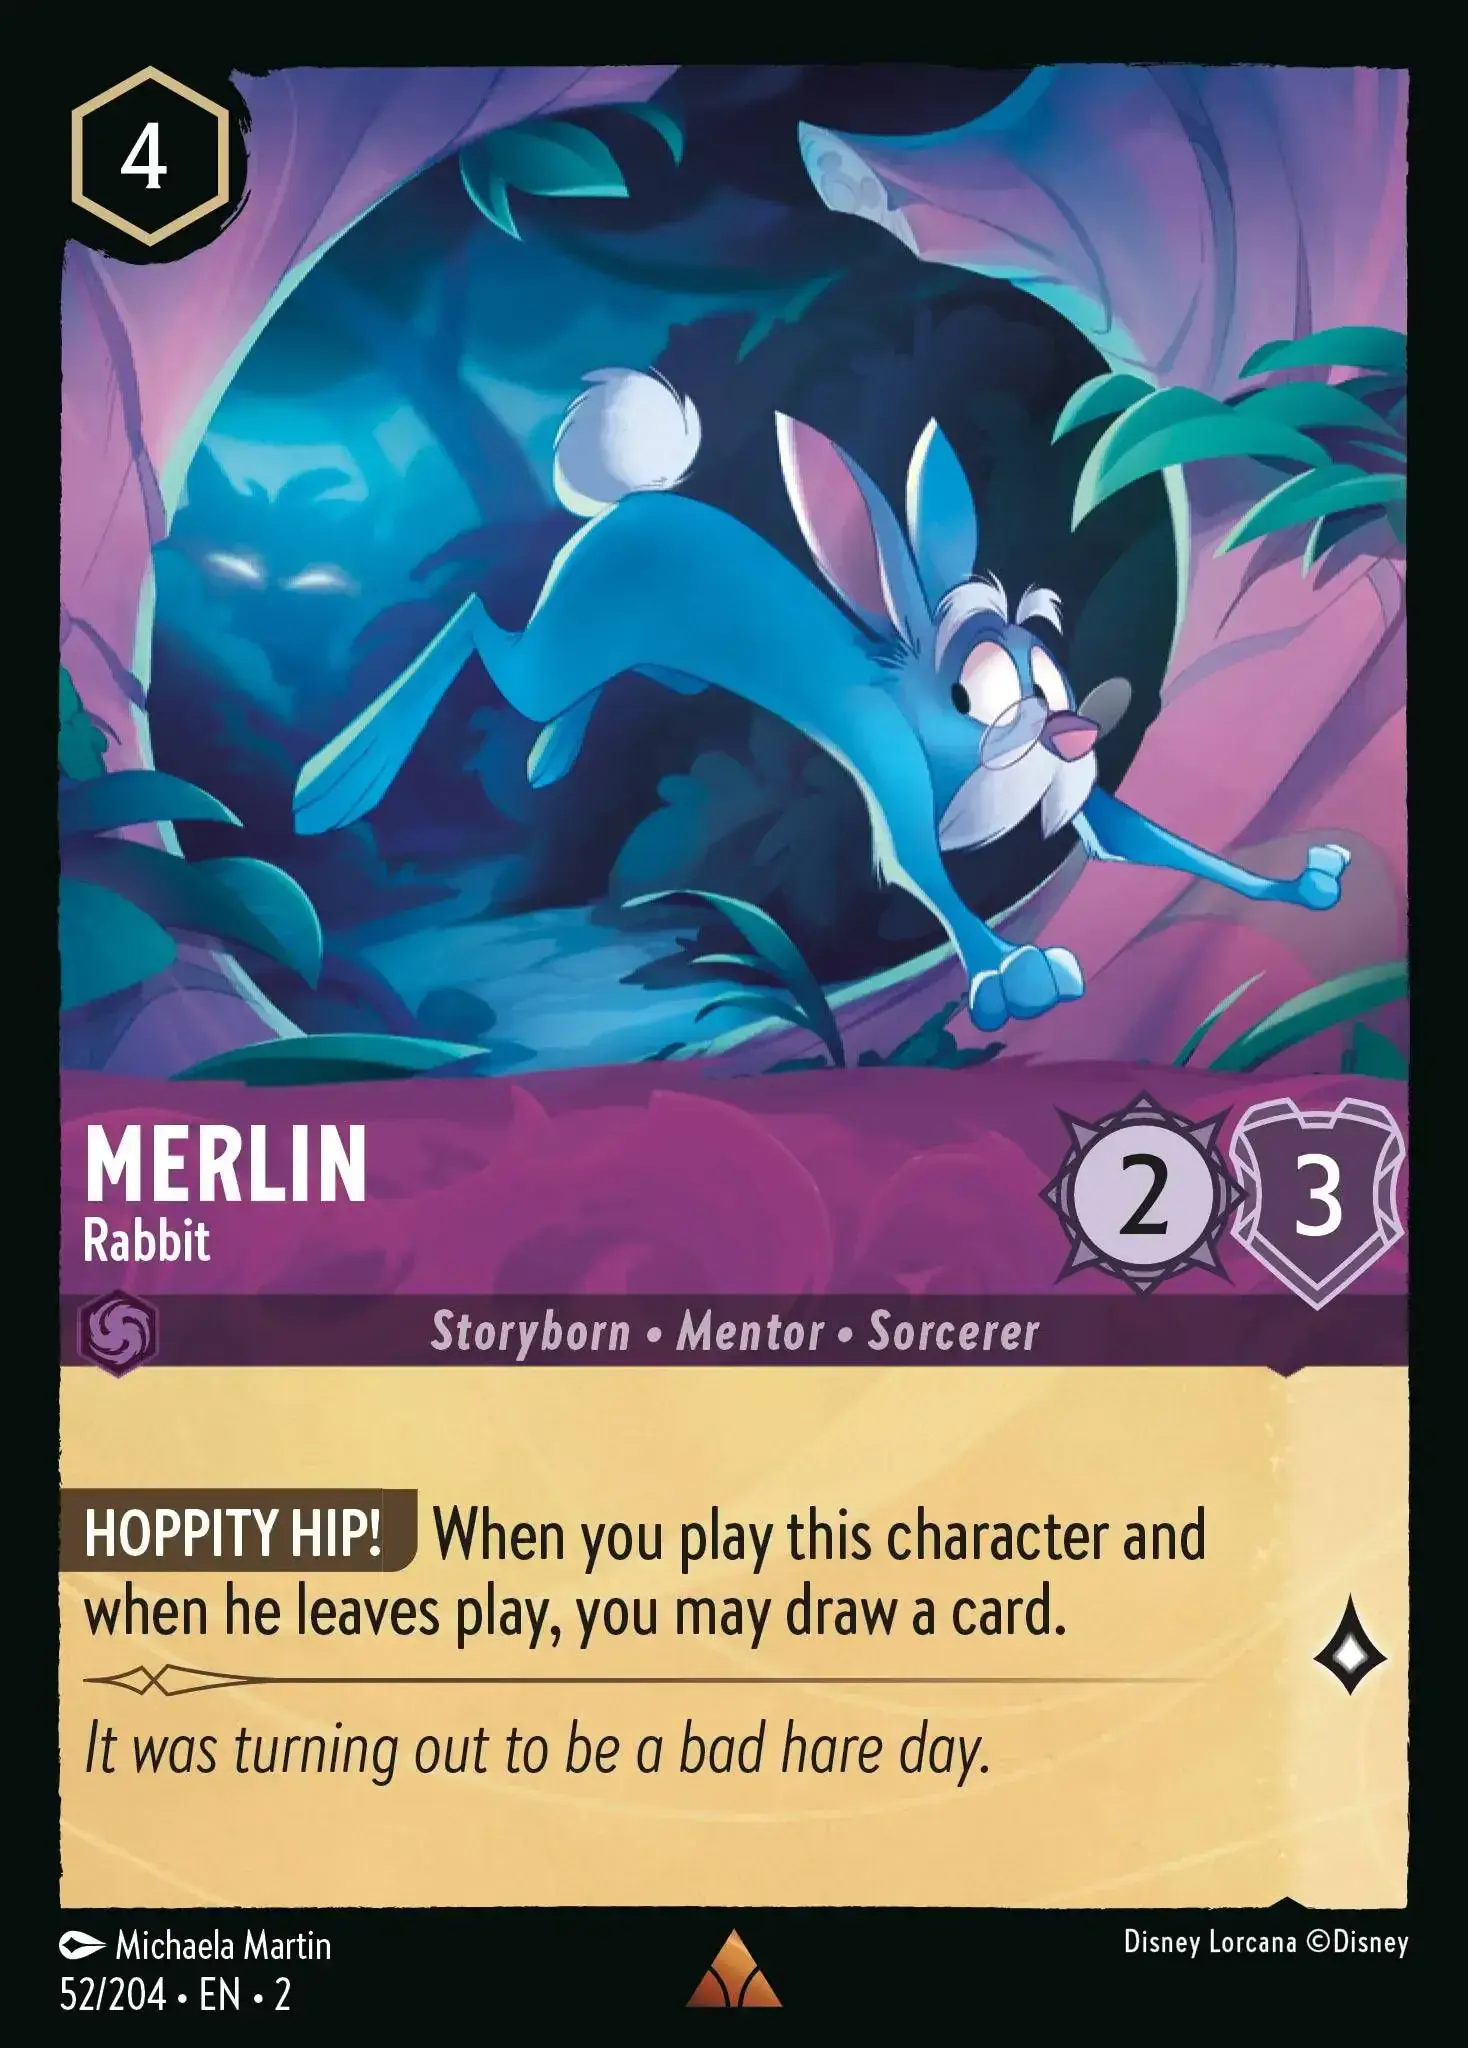 4
MERLIN
Rabbit
2
3
Storyborn • Mentor • Sorcerer
HOPPITY HIP! When you play this character and
when he leaves play, you may draw a card.
It was turning out to be a bad hare day.
Michaela Martin
52/204 • EN • 2
Disney Lorcana ©Disney